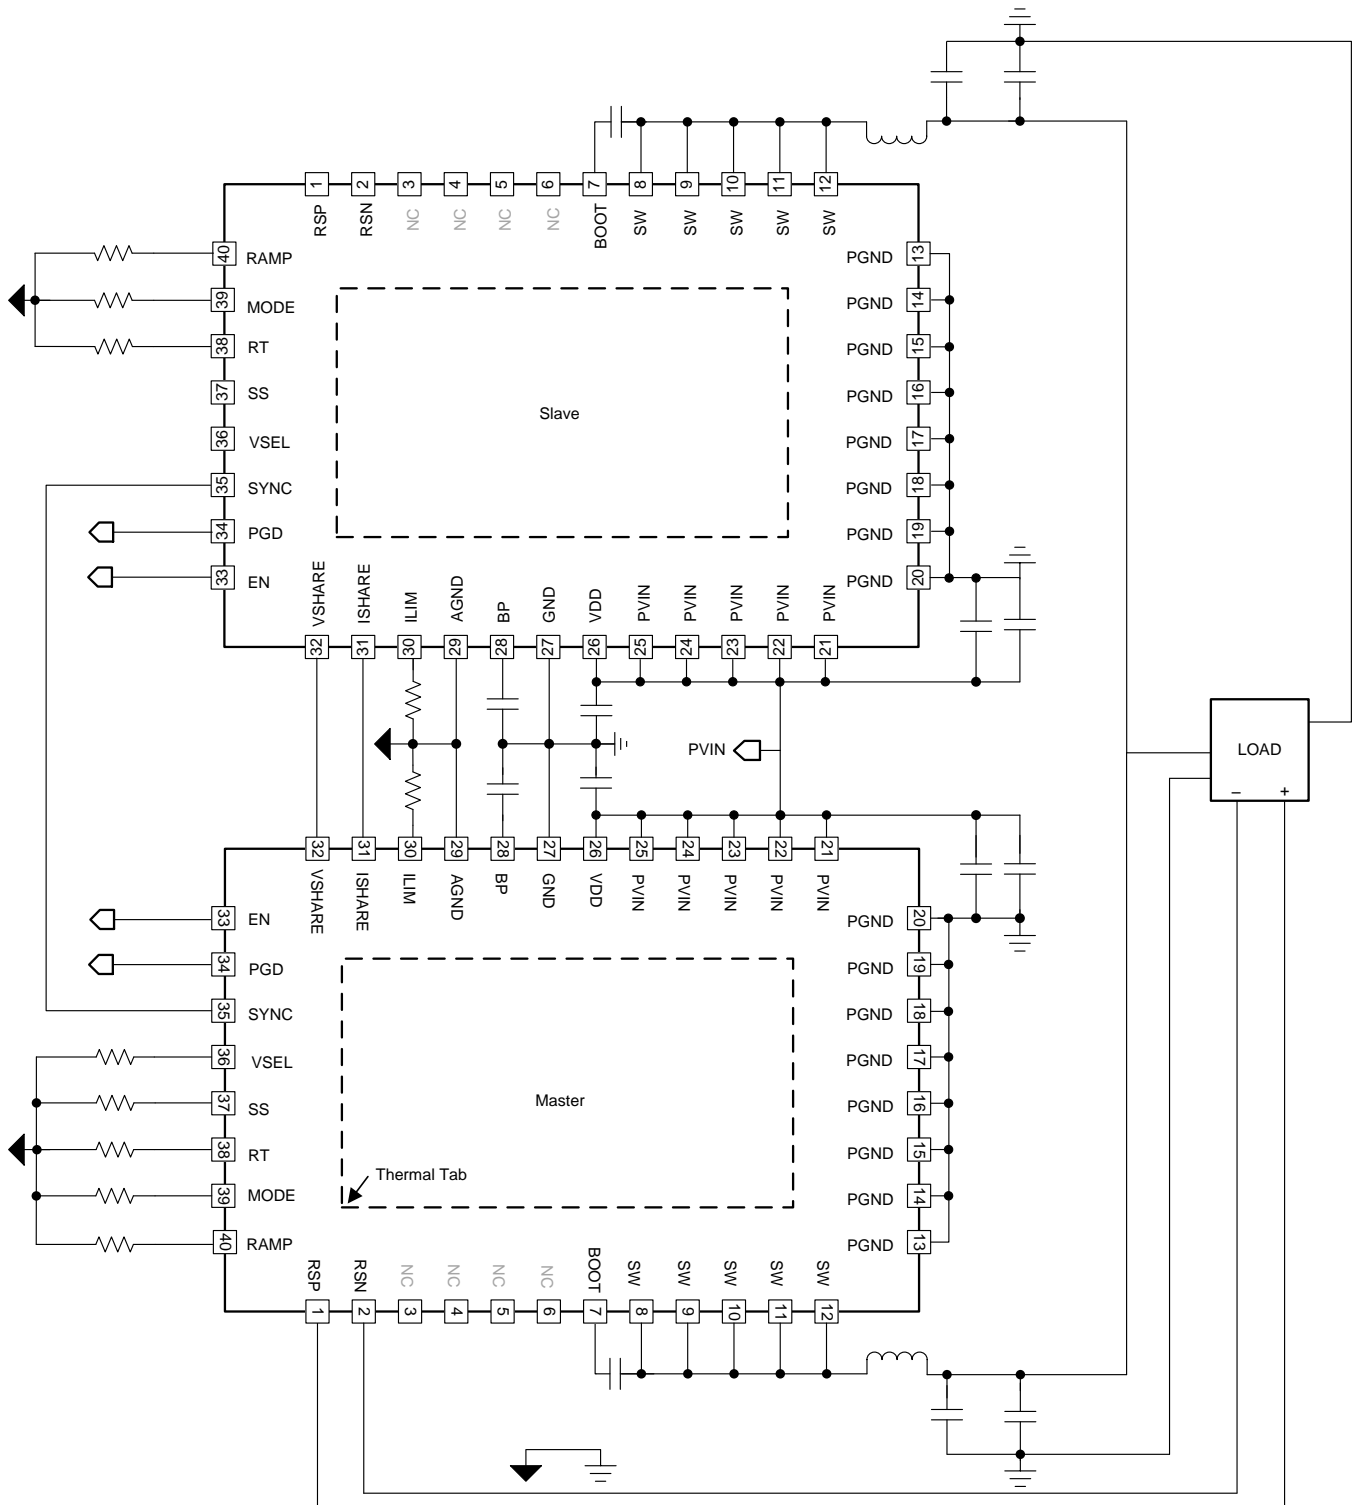 1 2 3 4 5 6 7 8 9 10 11 12
RSP RSN NC NC NC NC BOOT SW SW SW SW SW
40 RAMP PGND 13
39 MODE PGND 14
38 RT PGND 15
37 SS PGND 16
Slave
36 VSEL PGND 17
35 SYNC PGND 18
34 PGD PGND 19
33 EN PGND 20
VSHARE ISHARE ILIM AGND BP GND VDD PVIN PVIN PVIN PVIN PVIN
32 31 30 29 28 27 26 25 24 23 22 21
PVIN
LOAD
– +
32 31 30 29 28 27 26 25 24 23 22 21
VSHARE ISHARE ILIM AGND BP GND VDD PVIN PVIN PVIN PVIN PVIN
33 EN PGND 20
34 PGD PGND 19
35 SYNC PGND 18
36 VSEL PGND 17
37 SS PGND 16
Master
38 RT PGND 15
Thermal Tab
39 MODE PGND 14
40 RAMP PGND 13
RSP RSN NC NC NC NC BOOT SW SW SW SW SW
1 2 3 4 5 6 7 8 9 10 11 12